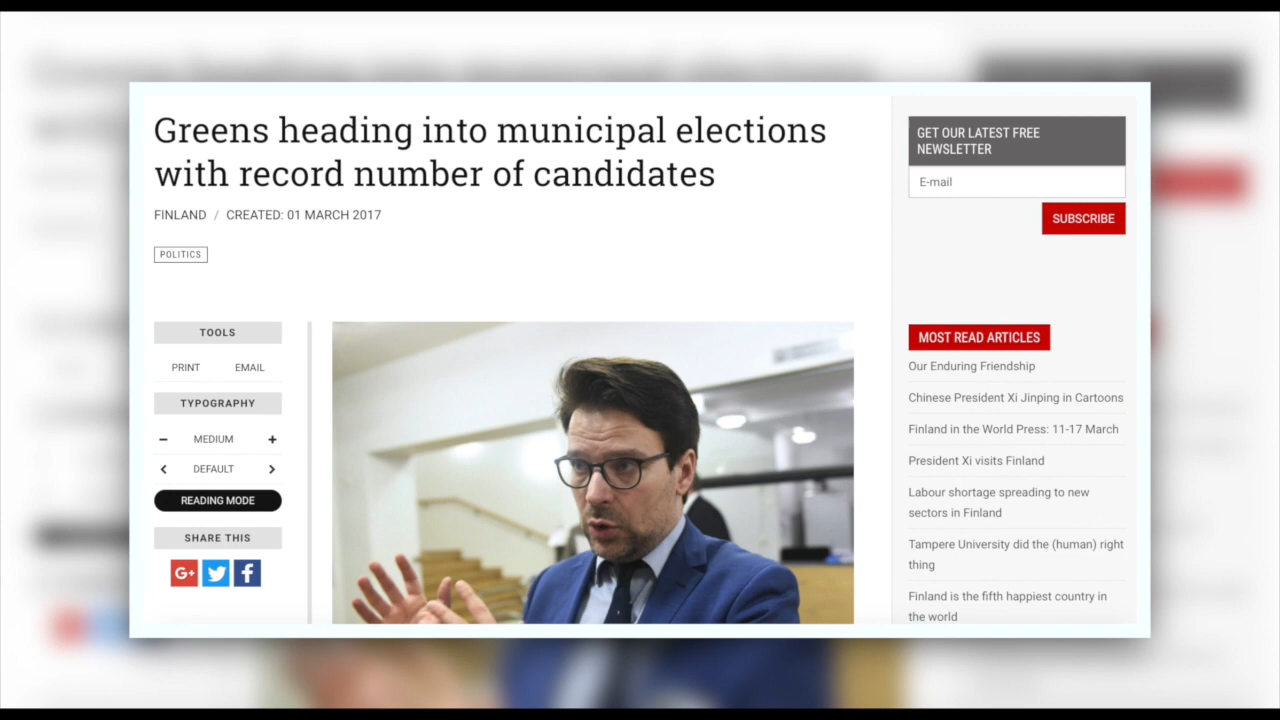 Greens heading into municipal elections
with record number of candidates
FINLAND / CREATED: 01 MARCH 2017
POLITICS
TOOLS
PRINT EMAIL
TYPOGRAPHY
− MEDIUM +
< DEFAULT >
READING MODE
SHARE THIS
G+ f
GET OUR LATEST FREE
NEWSLETTER
E-mail
SUBSCRIBE
MOST READ ARTICLES
Our Enduring Friendship
Chinese President Xi Jinping in Cartoons
Finland in the World Press: 11-17 March
President Xi visits Finland
Labour shortage spreading to new
sectors in Finland
Tampere University did the (human) right
thing
Finland is the fifth happiest country in
the world